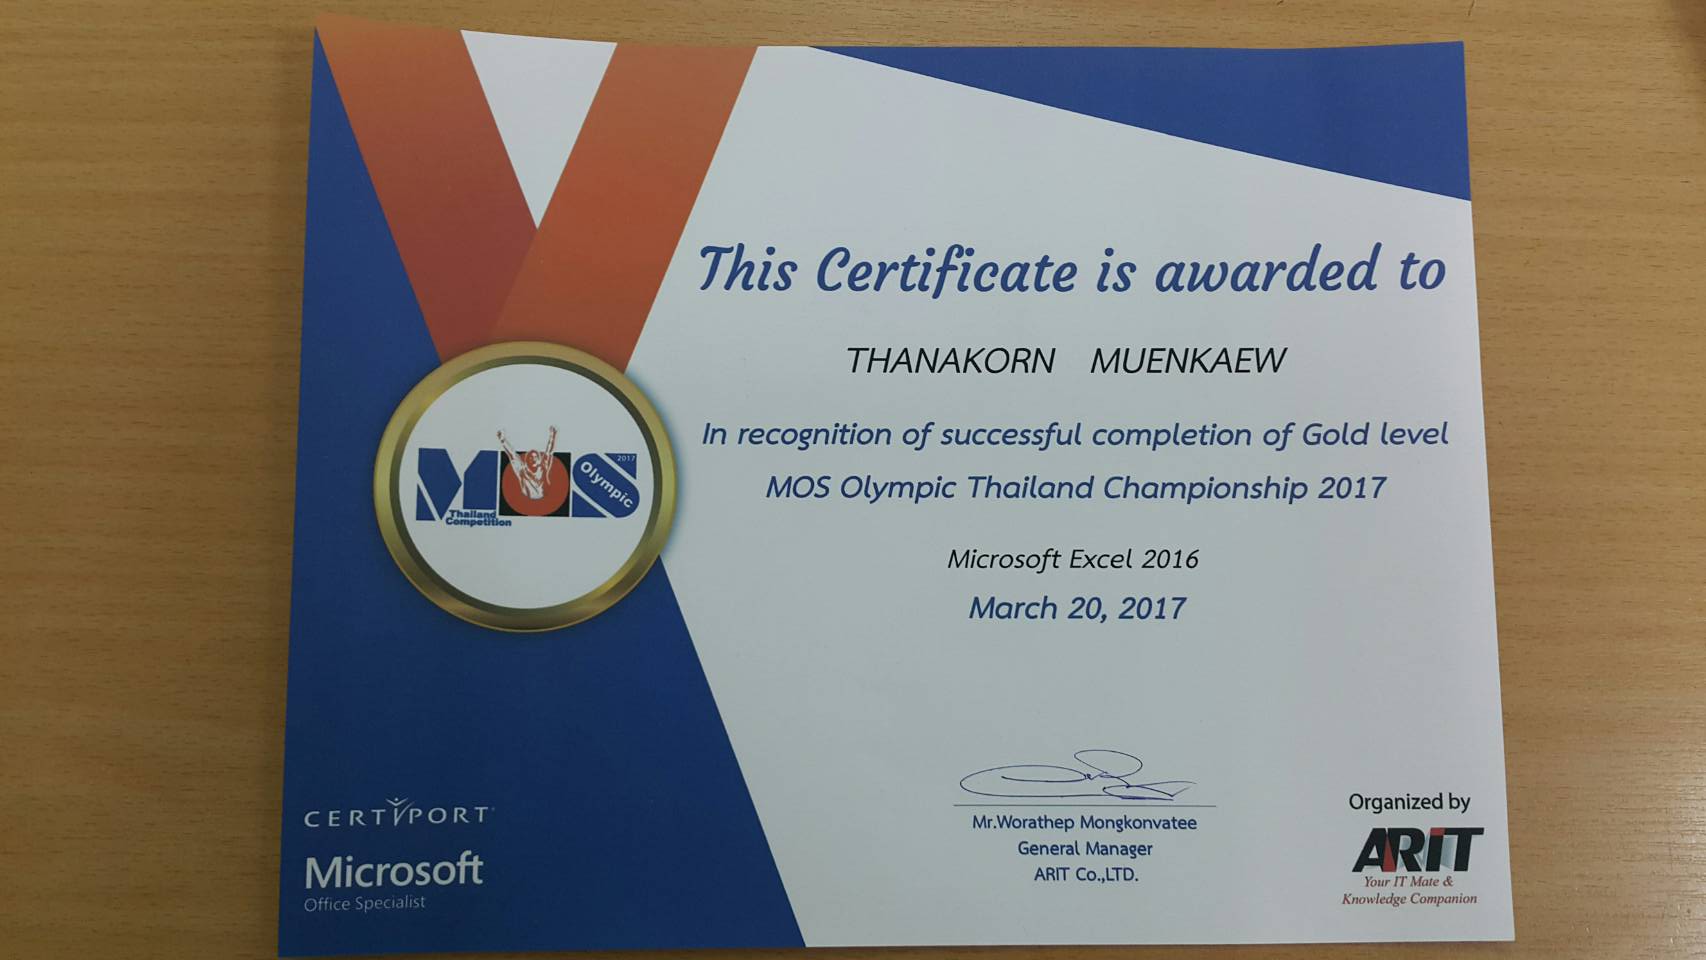 This Certificate is awarded to
THANAKORN MUENKAEW
In recognition of successful completion of Gold level
MOS Olympic Thailand Championship 2017
Microsoft Excel 2016
March 20, 2017
MOS
2017
Olympic
Thailand
Competition
CERTIPORT
Microsoft
Office Specialist
Mr.Worathep Mongkonvatee
General Manager
ARIT Co.,LTD.
Organized by
ARiT
Your IT Mate &
Knowledge Companion